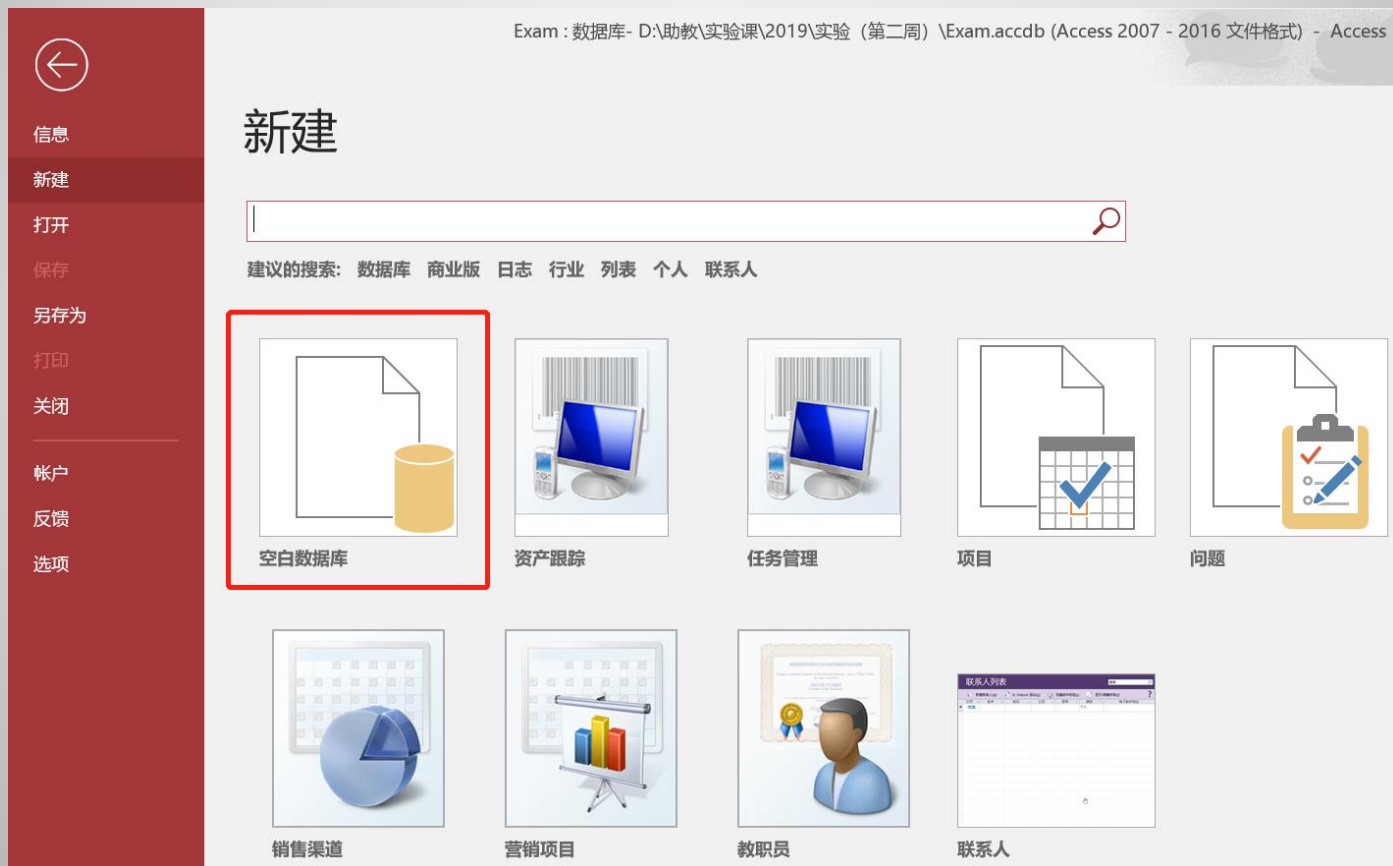 Exam : 数据库- D:\助教\实验课\2019\实验（第二周）\Exam.accdb (Access 2007 - 2016 文件格式) - Access
信息
新建
打开
保存
另存为
打印
关闭
帐户
反馈
选项
新建
建议的搜索: 数据库 商业版 日志 行业 列表 个人 联系人
空白数据库 资产跟踪 任务管理 项目 问题
联系人列表
销售渠道 营销项目 教职员 联系人